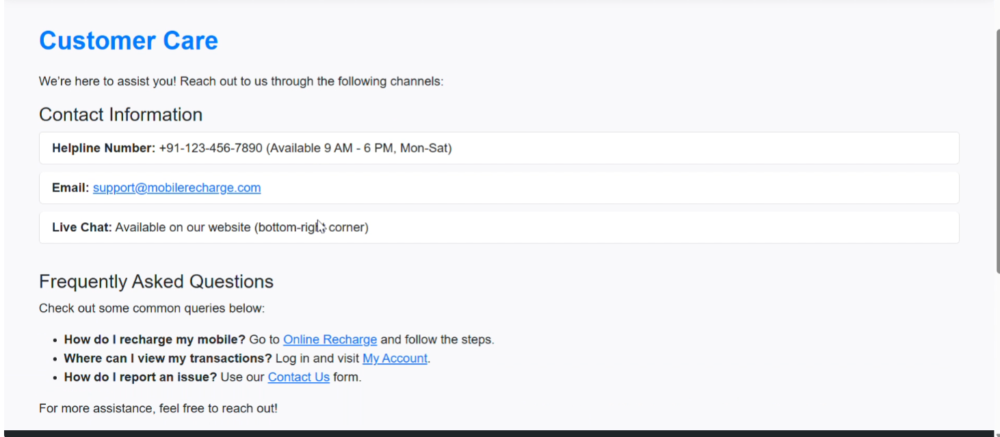 Customer Care
We’re here to assist you! Reach out to us through the following channels:
Contact Information
Helpline Number: +91-123-456-7890 (Available 9 AM - 6 PM, Mon-Sat)
Email: support@mobilerecharge.com
Live Chat: Available on our website (bottom-right corner)
Frequently Asked Questions
Check out some common queries below:
• How do I recharge my mobile? Go to Online Recharge and follow the steps.
• Where can I view my transactions? Log in and visit My Account.
• How do I report an issue? Use our Contact Us form.
For more assistance, feel free to reach out!